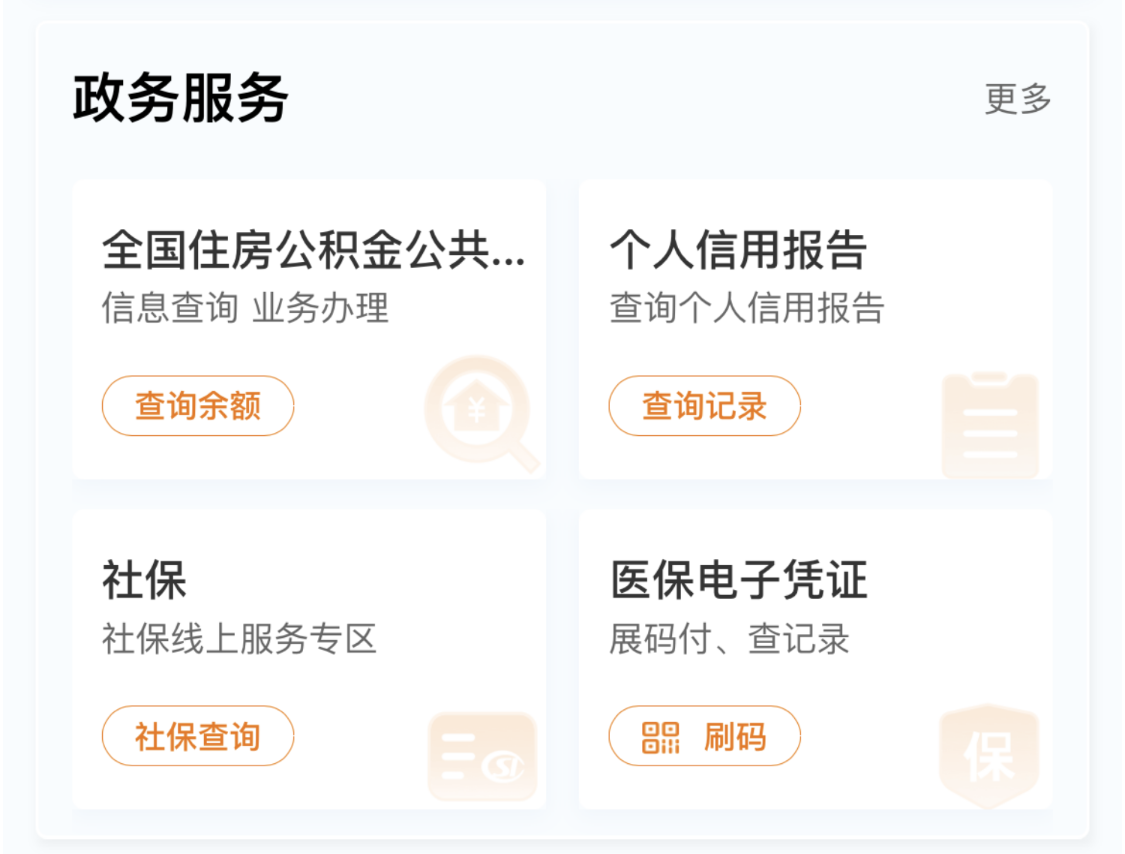 政务服务
更多
全国住房公积金公共...
信息查询 业务办理
查询余额
个人信用报告
查询个人信用报告
查询记录
社保
社保线上服务专区
社保查询
医保电子凭证
展码付、查记录
刷码
保